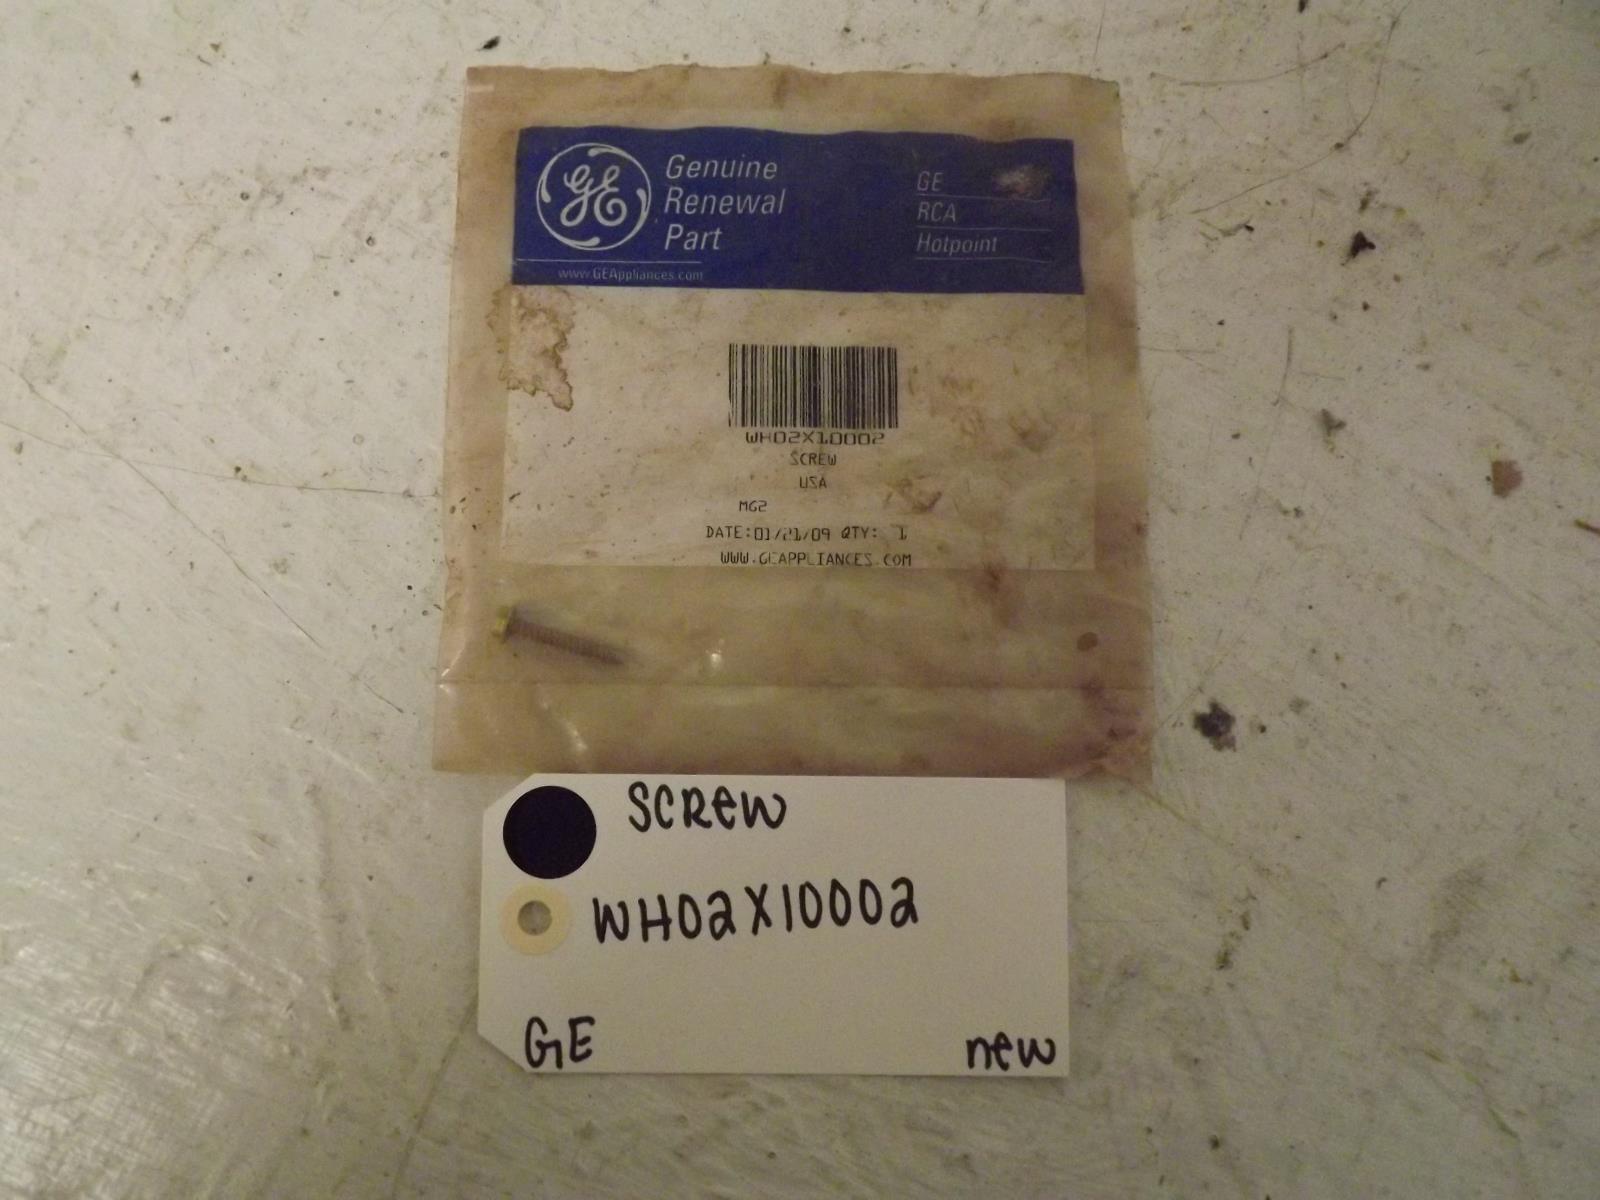 GE
Genuine
Renewal
Part
www.GEAppliances.com
GE
RCA
Hotpoint
WH02X10002
SCREW
USA
MG2
DATE:01/21/09 QTY: 1
WWW.GEAPPLIANCES.COM
SCREW
WH02X10002
GE
new